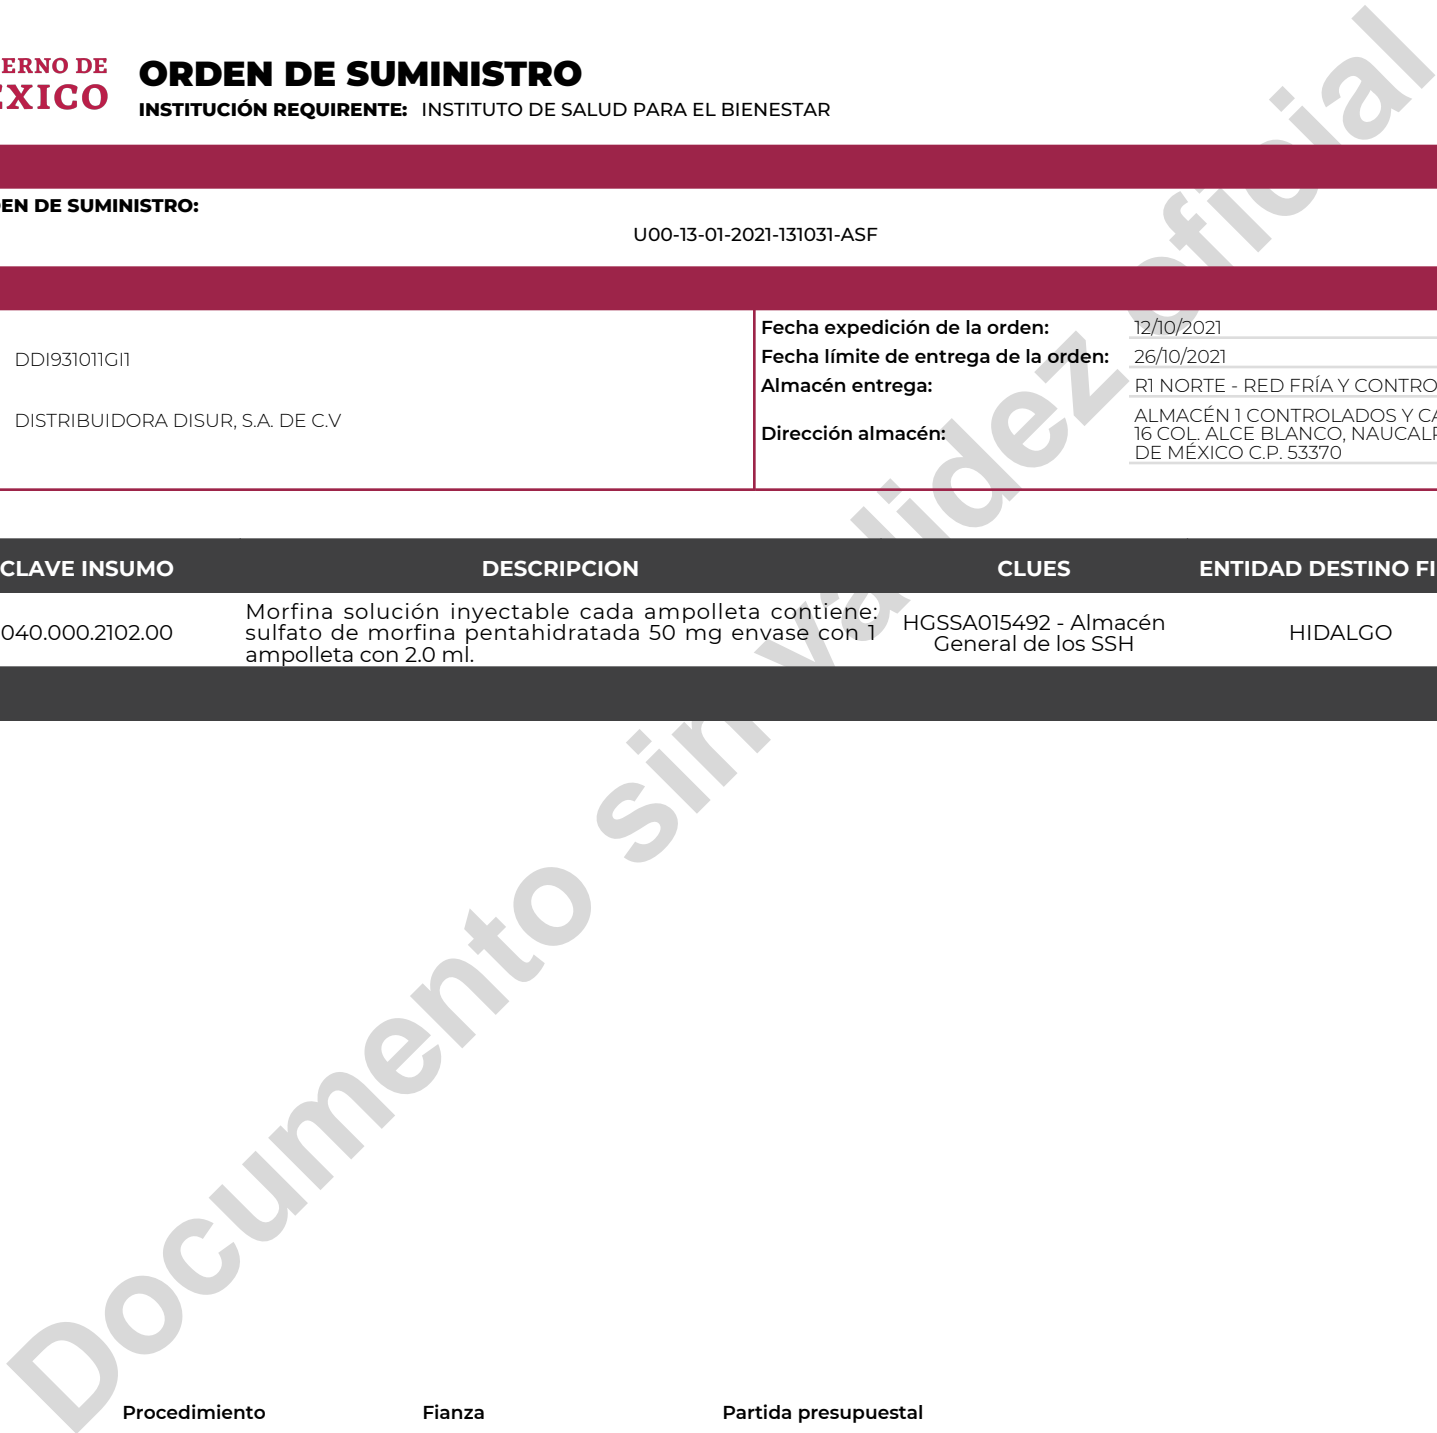 ERNO DE
ÉXICO
ORDEN DE SUMINISTRO
INSTITUCIÓN REQUIRENTE: INSTITUTO DE SALUD PARA EL BIENESTAR
EN DE SUMINISTRO:
U00-13-01-2021-131031-ASF
DDI931011GI1
DISTRIBUIDORA DISUR, S.A. DE C.V
Fecha expedición de la orden: 12/10/2021
Fecha límite de entrega de la orden: 26/10/2021
Almacén entrega: R1 NORTE - RED FRÍA Y CONTRO
Dirección almacén: ALMACÉN 1 CONTROLADOS Y CA
16 COL. ALCE BLANCO, NAUCALP
DE MÉXICO C.P. 53370
CLAVE INSUMO DESCRIPCION CLUES ENTIDAD DESTINO FI
040.000.2102.00
Morfina solución inyectable cada ampolleta contiene:
sulfato de morfina pentahidratada 50 mg envase con 1
ampolleta con 2.0 ml.
HGSSA015492 - Almacén
General de los SSH
HIDALGO
Documento sin validez oficial
Procedimiento Fianza Partida presupuestal